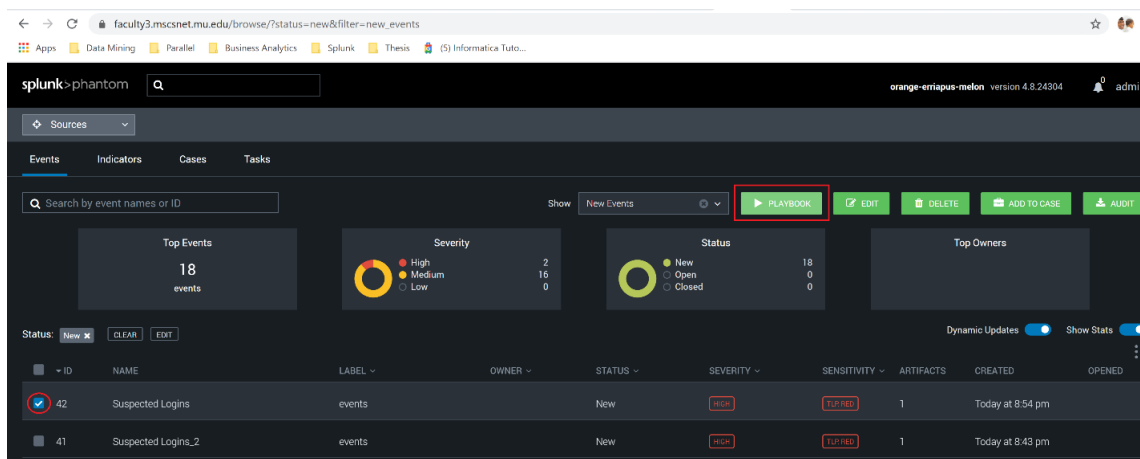 faculty3.mscsnet.mu.edu/browse/?status=new&filter=new_events
Apps Data Mining Parallel Business Analytics Splunk Thesis (5) Informatica Tuto...
splunk>phantom orange-erriapus-melon version 4.8.24304 0 admi
Sources
Events Indicators Cases Tasks
Search by event names or ID Show New Events PLAYBOOK EDIT DELETE ADD TO CASE AUDIT
Top Events Severity Status Top Owners
18 High 2 New 18
events Medium 16 Open 0
Low 0 Closed 0
Status: New CLEAR EDIT Dynamic Updates Show Stats
ID NAME LABEL OWNER STATUS SEVERITY SENSITIVITY ARTIFACTS CREATED OPENED
42 Suspected Logins events New HIGH TLP:RED 1 Today at 8:54 pm
41 Suspected Logins_2 events New HIGH TLP:RED 1 Today at 8:43 pm